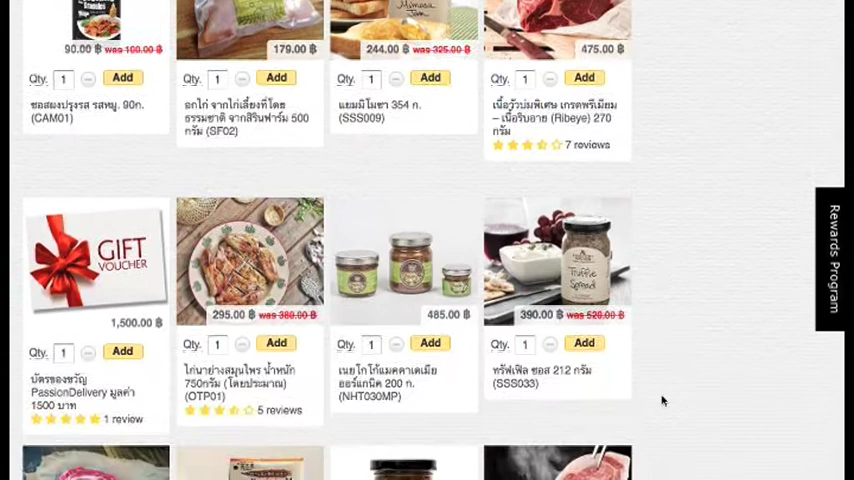 90.00 ฿ was 100.00 ฿
179.00 ฿
244.00 ฿ was 325.00 ฿
475.00 ฿
Qty. 1 Add
Qty. 1 Add
Qty. 1 Add
Qty. 1 Add
ซอสผงปรุงรส รสหมู. 90ก.
(CAM01)
อกไก่ จากไก่เลี้ยงที่โดย
ธรรมชาติ จากสิรินฟาร์ม 500
กรัม (SF02)
Mimosa
Jam
แยมมิโมซา 354 ก.
(SSS009)
เนื้อวัวบ่มพิเศษ เกรดพรีเมียม
– เนื้อริบอาย (Ribeye) 270
กรัม
7 reviews
GIFT
VOUCHER
1,500.00 ฿
295.00 ฿ was 380.00 ฿
485.00 ฿
Truffle
Spread
390.00 ฿ was 520.00 ฿
Qty. 1 Add
Qty. 1 Add
Qty. 1 Add
Qty. 1 Add
บัตรของขวัญ
PassionDelivery มูลค่า
1500 บาท
1 review
ไก่นาย่างสมุนไพร น้ำหนัก
750กรัม (โดยประมาณ)
(OTP01)
5 reviews
เนยโกโก้แมคคาเดเมีย
ออร์แกนิค 200 ก.
(NHT030MP)
ทรัฟเฟิล ซอส 212 กรัม
(SSS033)
Rewards Program